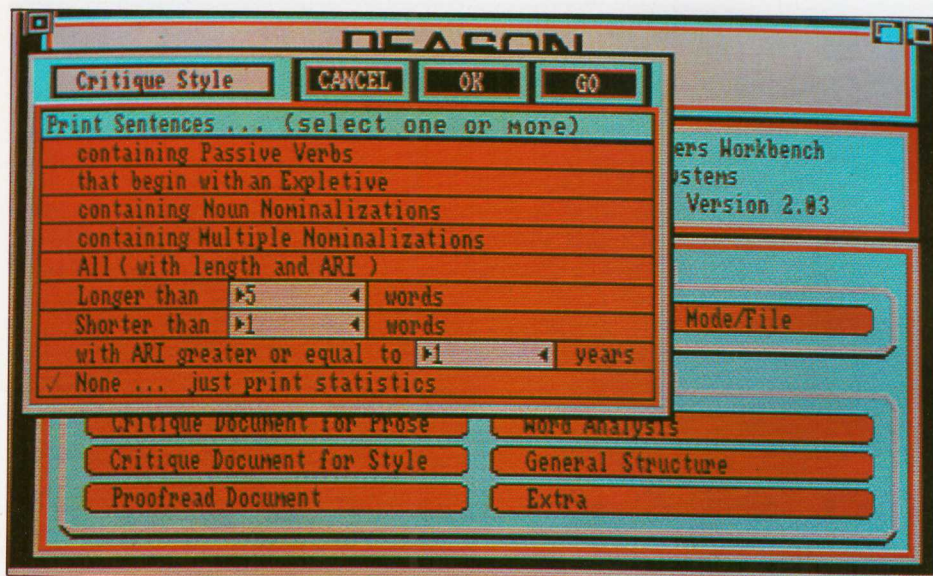 REASON
Critique Style CANCEL OK GO
Print Sentences ... (select one or more)
containing Passive Verbs
that begin with an Expletive
containing Noun Nominalizations
containing Multiple Nominalizations
All ( with length and ARI )
Longer than 5 words
Shorter than 1 words
with ARI greater or equal to 1 years
✓ None ... just print statistics
ers Workbench
ystems
Version 2.03
Mode/File
Critique Document for Prose
Word Analysis
Critique Document for Style
General Structure
Proofread Document
Extra